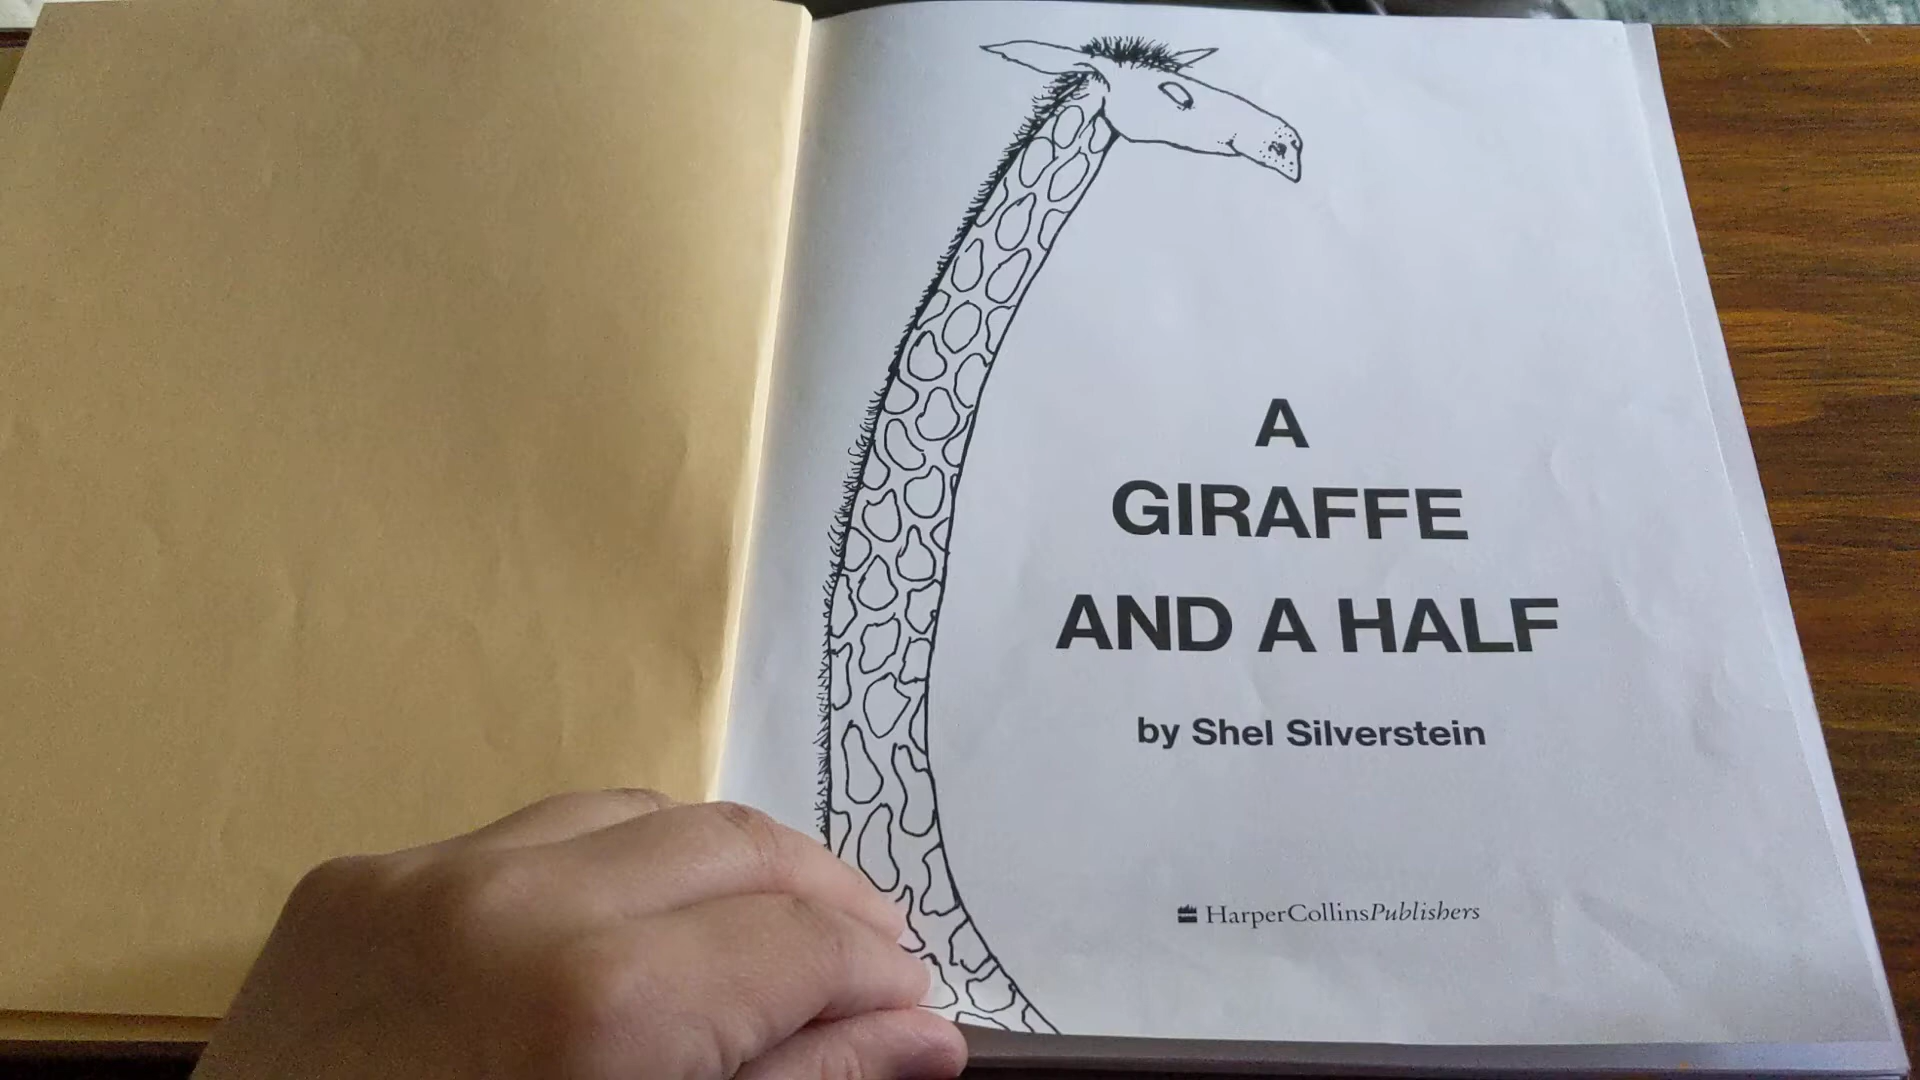 A
GIRAFFE
AND A HALF
by Shel Silverstein
HarperCollinsPublishers